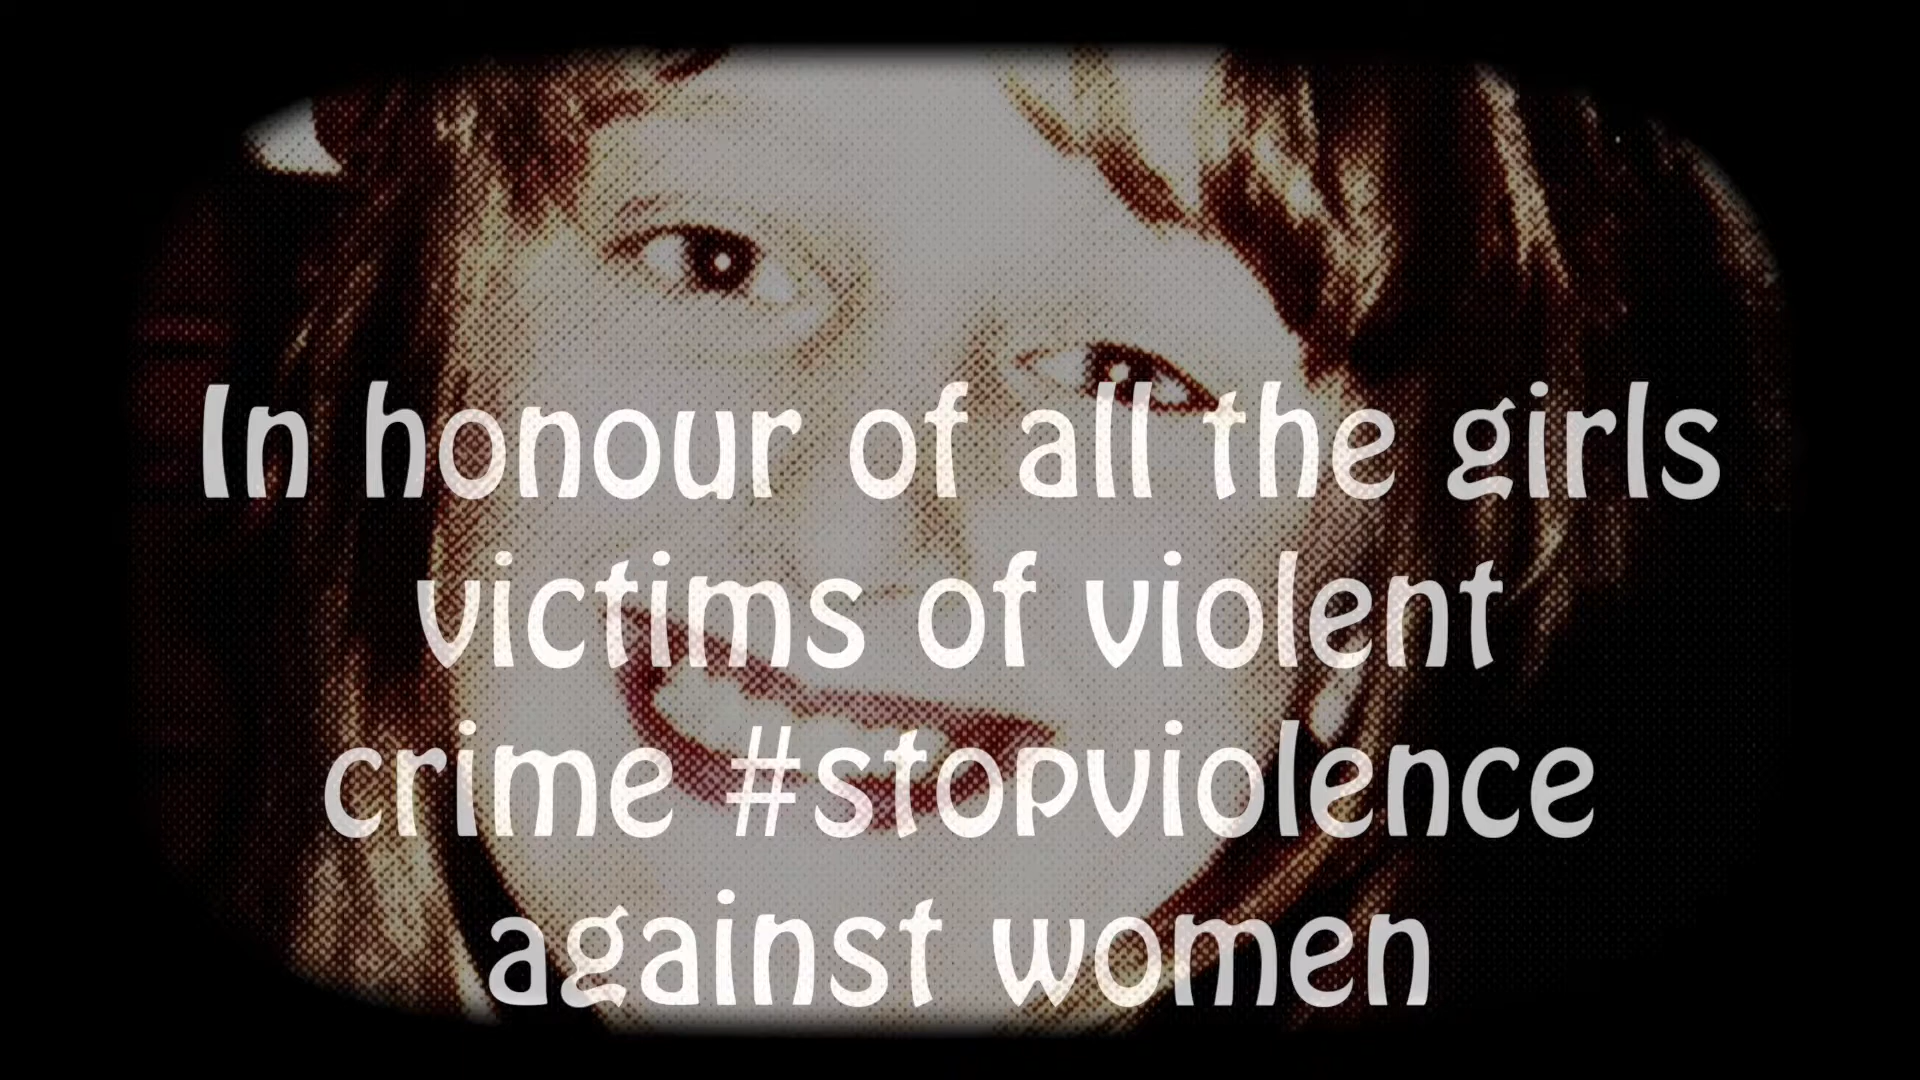 In honour of all the girls
victims of violent
crime #stopviolence
against women